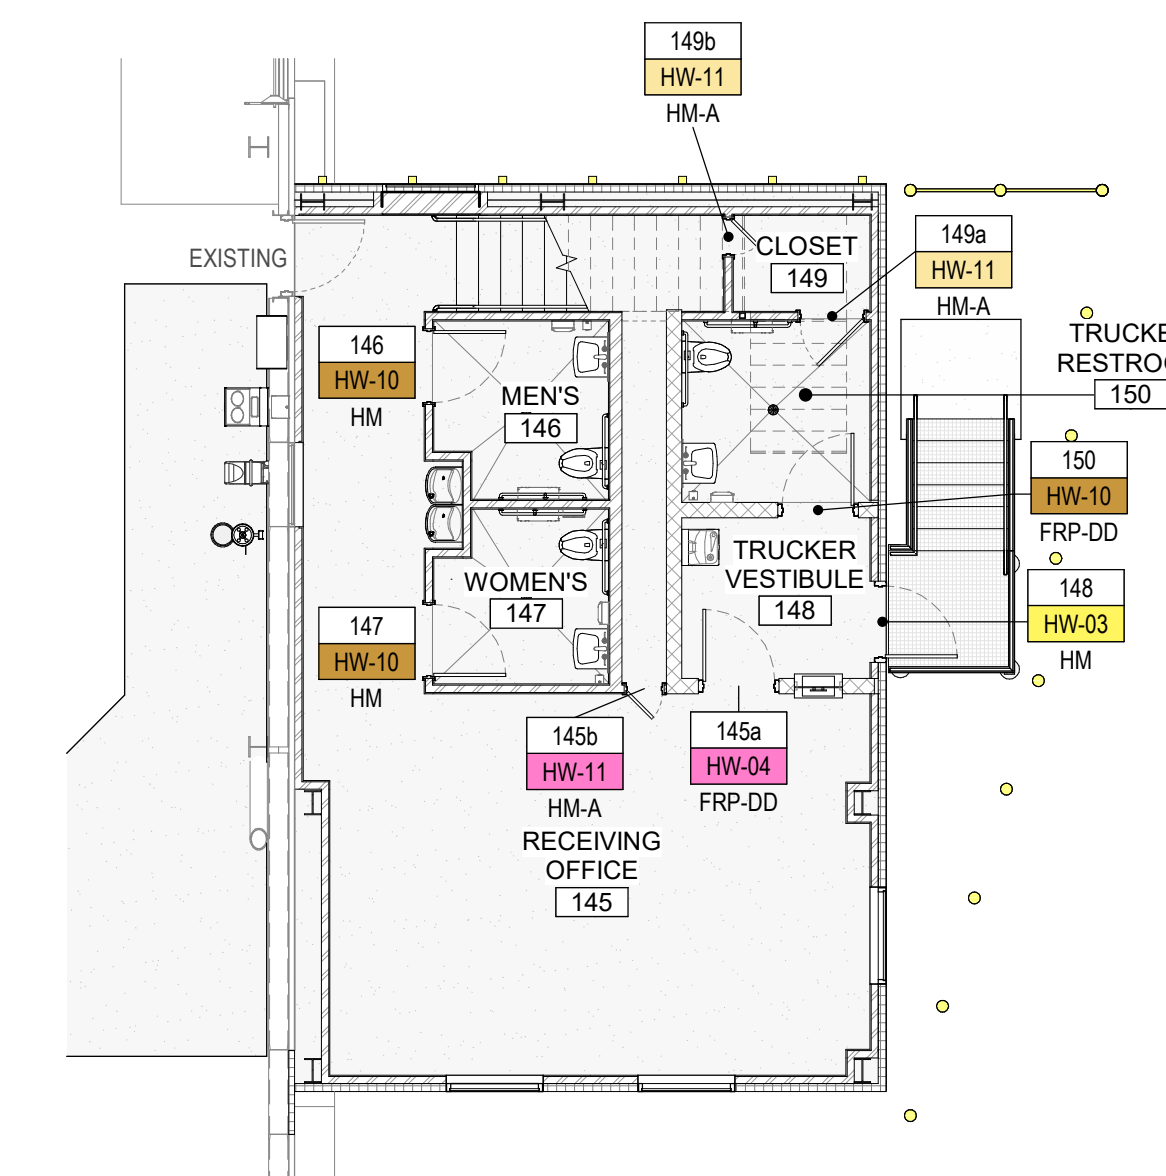 149b
HW-11
HM-A
EXISTING
CLOSET
149
149a
HW-11
HM-A
146
HW-10
HM
MEN'S
146
150
150
HW-10
FRP-DD
TRUCKER
VESTIBULE
148
148
HW-03
HM
WOMEN'S
147
147
HW-10
HM
145b
HW-11
HM-A
145a
HW-04
FRP-DD
RECEIVING
OFFICE
145